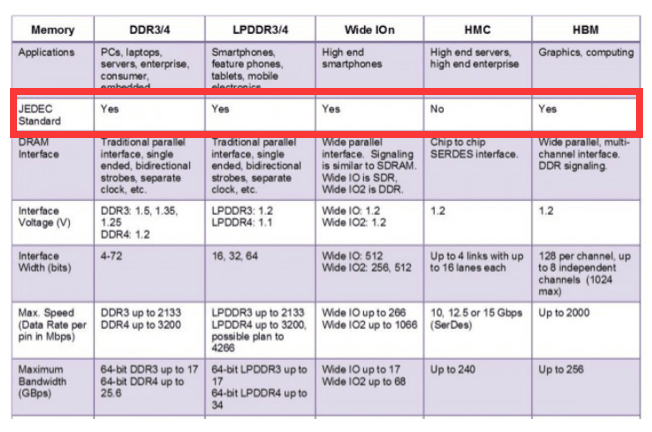 Memory DDR3/4 LPDDR3/4 Wide IOn HMC HBM
Applications
PCs, laptops,
servers, enterprise,
consumer,
embedded
Smartphones,
feature phones,
tablets, mobile
electronics
High end
smartphones
High end servers,
high end enterprise
Graphics, computing
JEDEC
Standard
Yes
Yes
Yes
No
Yes
DRAM
Interface
Traditional parallel
interface, single
ended, bidirectional
strobes, separate
clock, etc.
Traditional parallel
interface, single
ended, bidirectional
strobes, separate
clock, etc.
Wide parallel
interface. Signaling
is similar to SDRAM.
Wide IO is SDR,
Wide IO2 is DDR.
Chip to chip
SERDES interface.
Wide parallel, multi-
channel interface.
DDR signaling.
Interface
Voltage (V)
DDR3: 1.5, 1.35,
1.25
DDR4: 1.2
LPDDR3: 1.2
LPDDR4: 1.1
Wide IO: 1.2
Wide IO2: 1.2
1.2
1.2
Interface
Width (bits)
4-72
16, 32, 64
Wide IO: 512
Wide IO2: 256, 512
Up to 4 links with up
to 16 lanes each
128 per channel, up
to 8 independent
channels (1024
max)
Max. Speed
(Data Rate per
pin in Mbps)
DDR3 up to 2133
DDR4 up to 3200
LPDDR3 up to 2133
LPDDR4 up to 3200,
possible plan to
4266
Wide IO up to 266
Wide IO2 up to 1066
10, 12.5 or 15 Gbps
(SerDes)
Up to 2000
Maximum
Bandwidth
(GBps)
64-bit DDR3 up to 17
64-bit DDR4 up to
25.6
64-bit LPDDR3 up to
17
64-bit LPDDR4 up to
34
Wide IO up to 17
Wide IO2 up to 68
Up to 240
Up to 256